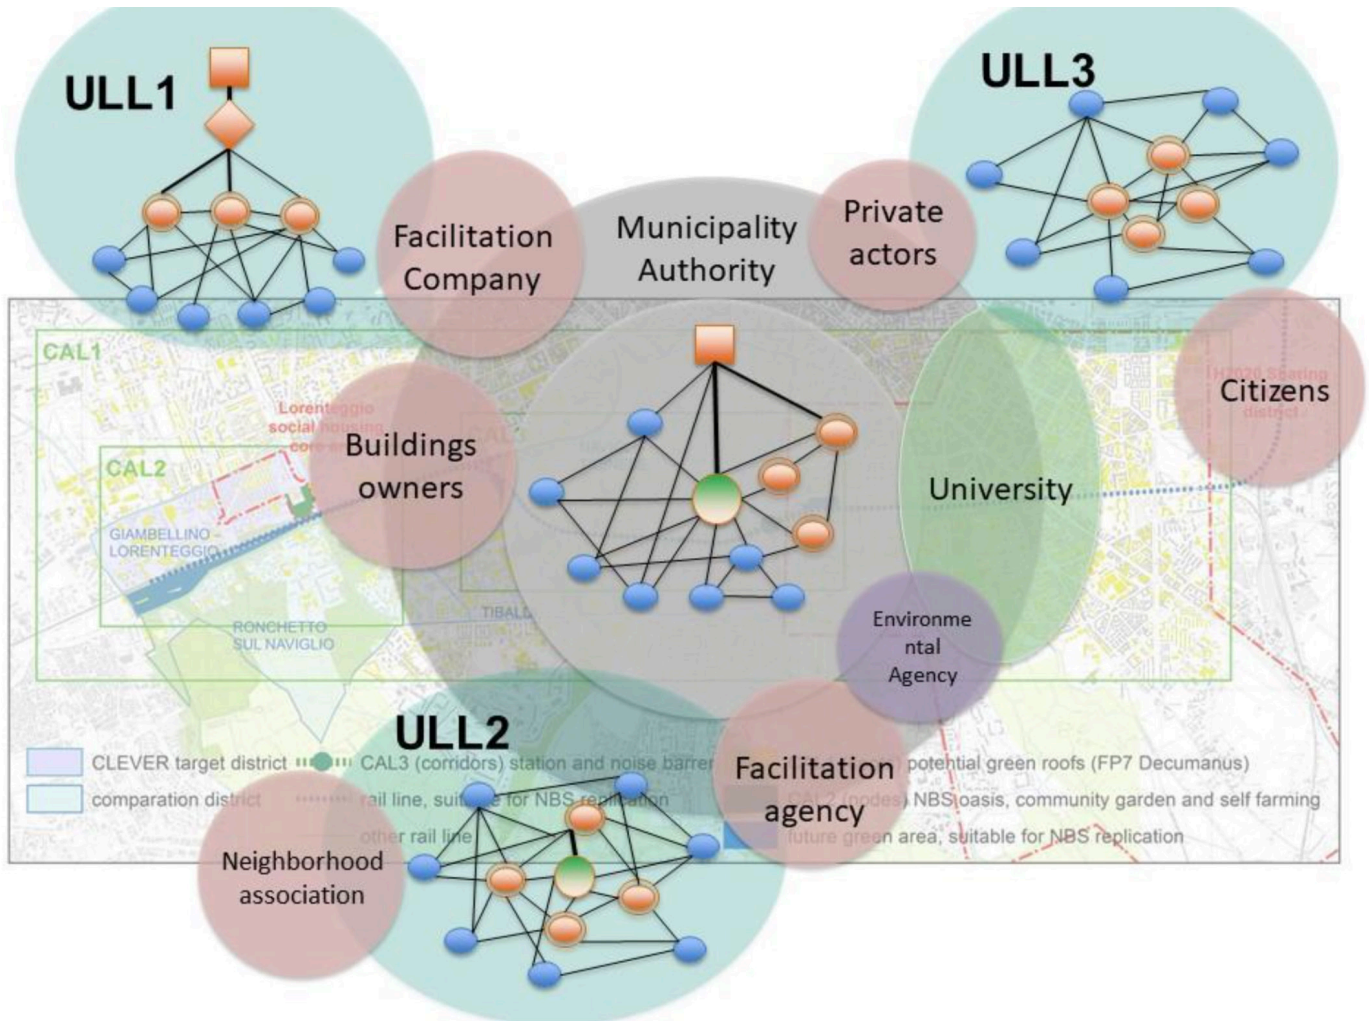 ULL1
ULL3
Facilitation
Company
Municipality
Authority
Private
actors
CAL1
Citizens
Lorenteggio
social housing
Buildings
owners
CAL2
University
GIAMBELLINO -
LORENTEGGIO
RONCHETTO
SUL NAVIGLIO
Environme
ntal
Agency
ULL2
CLEVER target district
CAL3 (corridors) station and noise barrer
potential green roofs (FP7 Decumanus)
Facilitation
agency
comparation district
rail line, suitable for NBS replication
CAL2 (nodes) NBS oasis, community garden and self farming
other rail line
future green area, suitable for NBS replication
Neighborhood
association